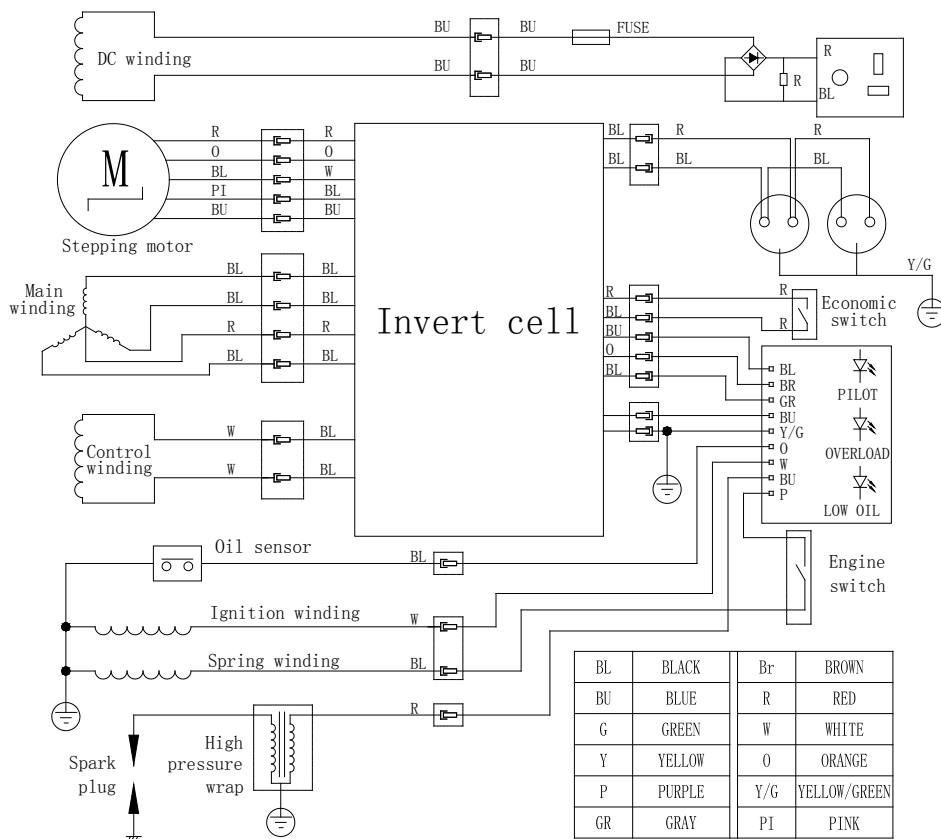 BU BU FUSE
DC winding
R
R
BU BU
BL
R R BL R R
O O
M
BL W BL BL BL
PI BL
BU BU
Stepping motor
Y/G
BL BL
Main
winding
BL BL
R R
BL BL
Invert cell
R R
BL
Economic
switch
R
BU
O
BL
BL
BR
GR
BU
Y/G
O
W
BU
P
PILOT
OVERLOAD
LOW OIL
W BL
Control
winding
W BL
Oil sensor
BL
Engine
switch
Ignition winding W
Spring winding BL
R
High
pressure
wrap
Spark
plug
BL BLACK Br BROWN
BU BLUE R RED
G GREEN W WHITE
Y YELLOW O ORANGE
P PURPLE Y/G YELLOW/GREEN
GR GRAY PI PINK